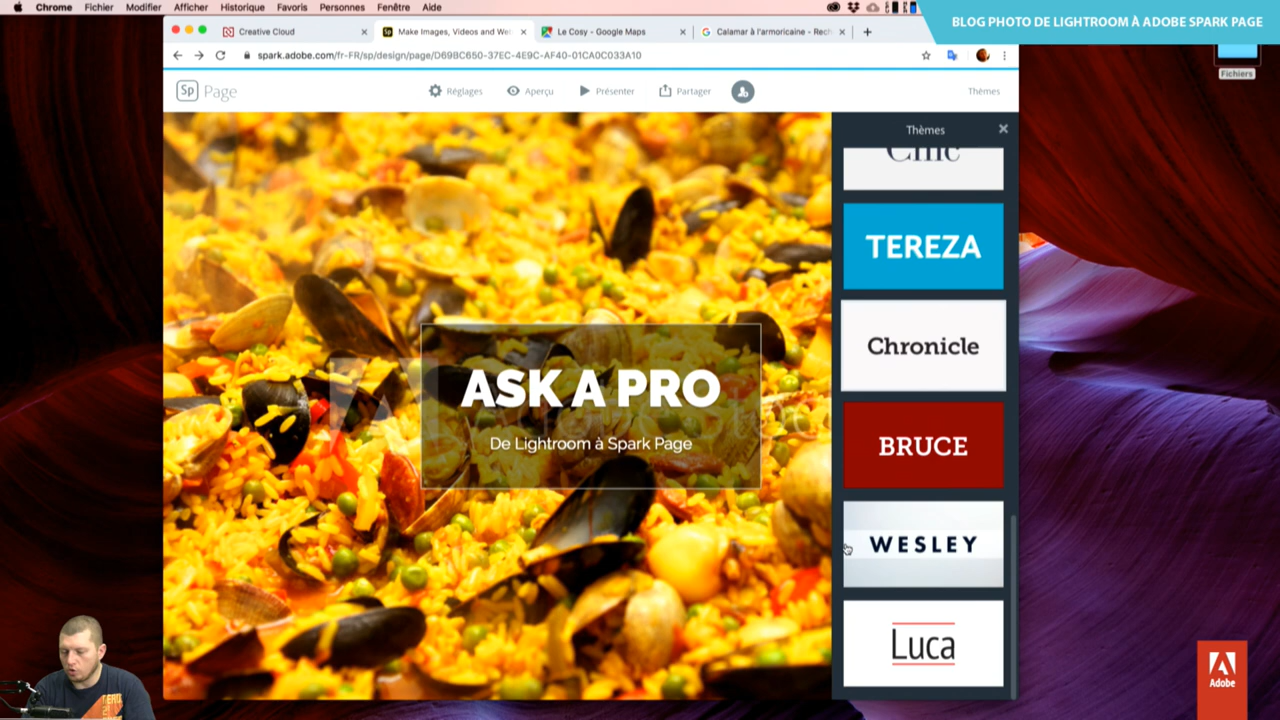 Chrome Fichier Modifier Afficher Historique Favoris Personnes Fenêtre Aide
BLOG PHOTO DE LIGHTROOM À ADOBE SPARK PAGE
Creative Cloud
Make Images, Videos and We
Le Cosy - Google Maps
Calamar à l'armoricaine - Rech
spark.adobe.com/fr-FR/sp/design/page/D69BC650-37EC-4E9C-AF40-01CA0C033A10
Fichiers
Sp Page
Réglages
Aperçu
Présenter
Partager
Thèmes
Thèmes
Chic
TEREZA
Chronicle
ASK A PRO
De Lightroom à Spark Page
BRUCE
WESLEY
Luca
Adobe